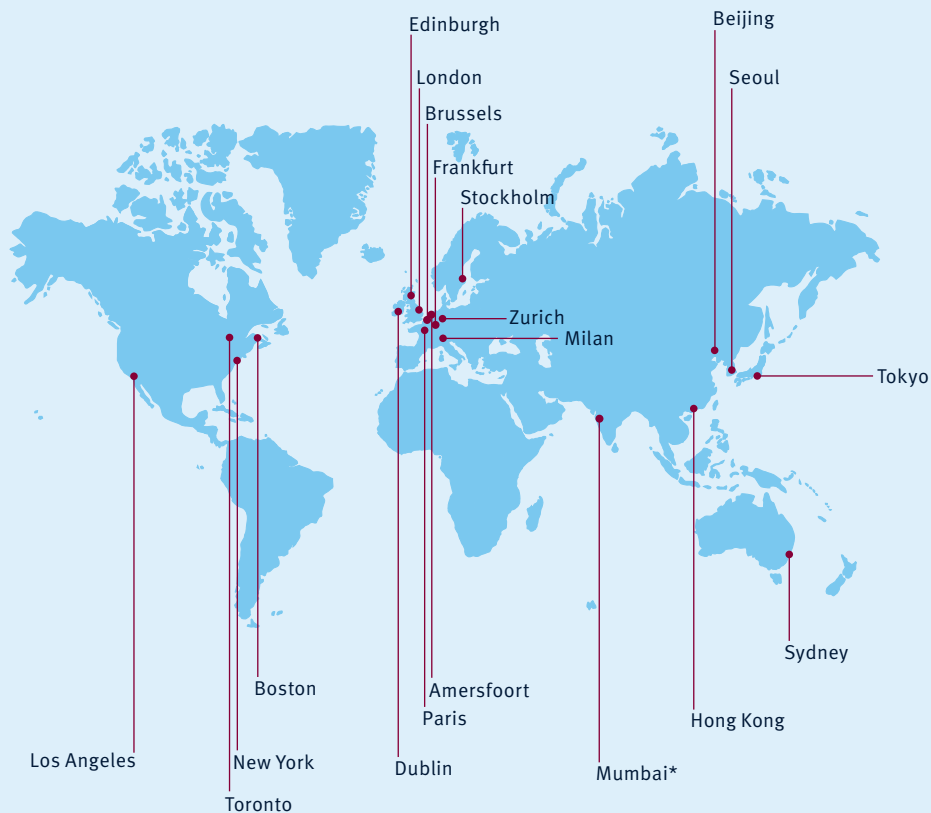 Edinburgh
Beijing
London
Seoul
Brussels
Frankfurt
Stockholm
Zurich
Milan
Tokyo
Sydney
Boston
Amersfoort
Paris
Hong Kong
Los Angeles
New York
Dublin
Mumbai*
Toronto